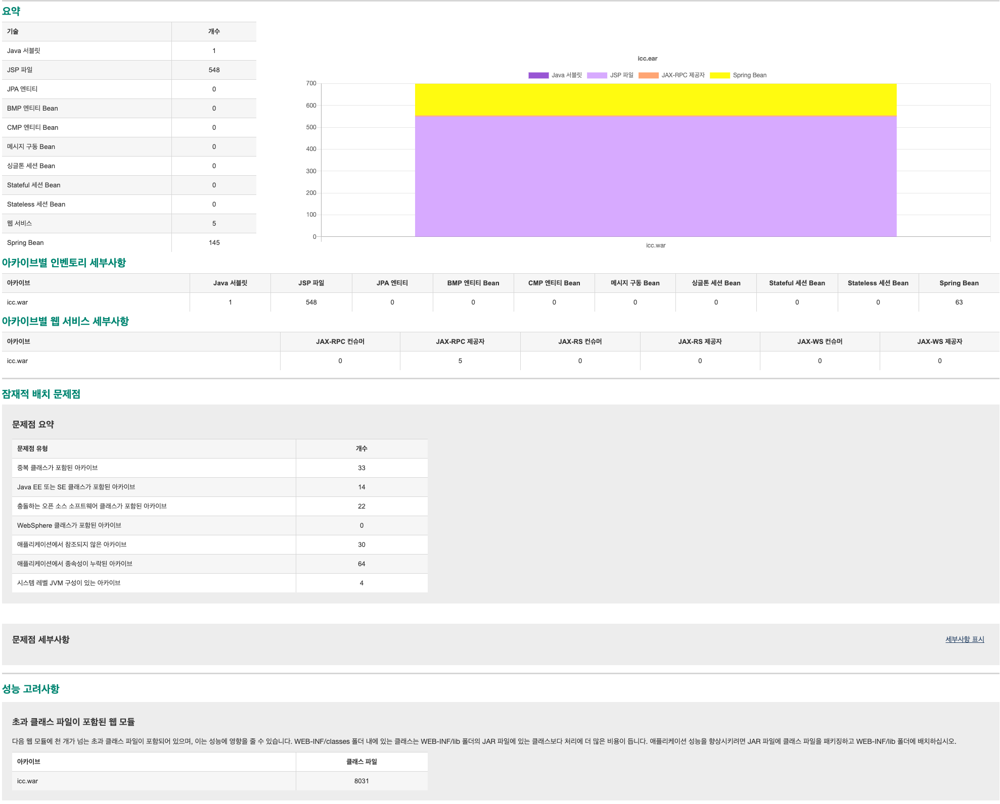 요약
기술 개수
Java 서블릿 1
JSP 파일 548
JPA 엔티티 0
BMP 엔티티 Bean 0
CMP 엔티티 Bean 0
메시지 구동 Bean 0
싱글톤 세션 Bean 0
Stateful 세션 Bean 0
Stateless 세션 Bean 0
웹 서비스 5
Spring Bean 145
icc.ear
Java 서블릿 JSP 파일 JAX-RPC 제공자 Spring Bean
700
600
500
400
300
200
100
0
icc.war
아카이브별 인벤토리 세부사항
아카이브 Java 서블릿 JSP 파일 JPA 엔티티 BMP 엔티티 Bean CMP 엔티티 Bean 메시지 구동 Bean 싱글톤 세션 Bean Stateful 세션 Bean Stateless 세션 Bean Spring Bean
icc.war 1 548 0 0 0 0 0 0 0 63
아카이브별 웹 서비스 세부사항
아카이브 JAX-RPC 컨슈머 JAX-RPC 제공자 JAX-RS 컨슈머 JAX-RS 제공자 JAX-WS 컨슈머 JAX-WS 제공자
icc.war 0 5 0 0 0 0
잠재적 배치 문제점
문제점 요약
문제점 유형 개수
중복 클래스가 포함된 아카이브 33
Java EE 또는 SE 클래스가 포함된 아카이브 14
충돌하는 오픈 소스 소프트웨어 클래스가 포함된 아카이브 22
WebSphere 클래스가 포함된 아카이브 0
애플리케이션에서 참조되지 않은 아카이브 30
애플리케이션에서 종속성이 누락된 아카이브 64
시스템 레벨 JVM 구성이 있는 아카이브 4
문제점 세부사항 세부사항 표시
성능 고려사항
초과 클래스 파일이 포함된 웹 모듈
다음 웹 모듈에 천 개가 넘는 초과 클래스 파일이 포함되어 있으며, 이는 성능에 영향을 줄 수 있습니다. WEB-INF/classes 폴더 내에 있는 클래스는 WEB-INF/lib 폴더의 JAR 파일에 있는 클래스보다 처리에 더 많은 비용이 듭니다. 애플리케이션 성능을 향상시키려면 JAR 파일에 클래스 파일을 패키징하고 WEB-INF/lib 폴더에 배치하십시오.
아카이브 클래스 파일
icc.war 8031